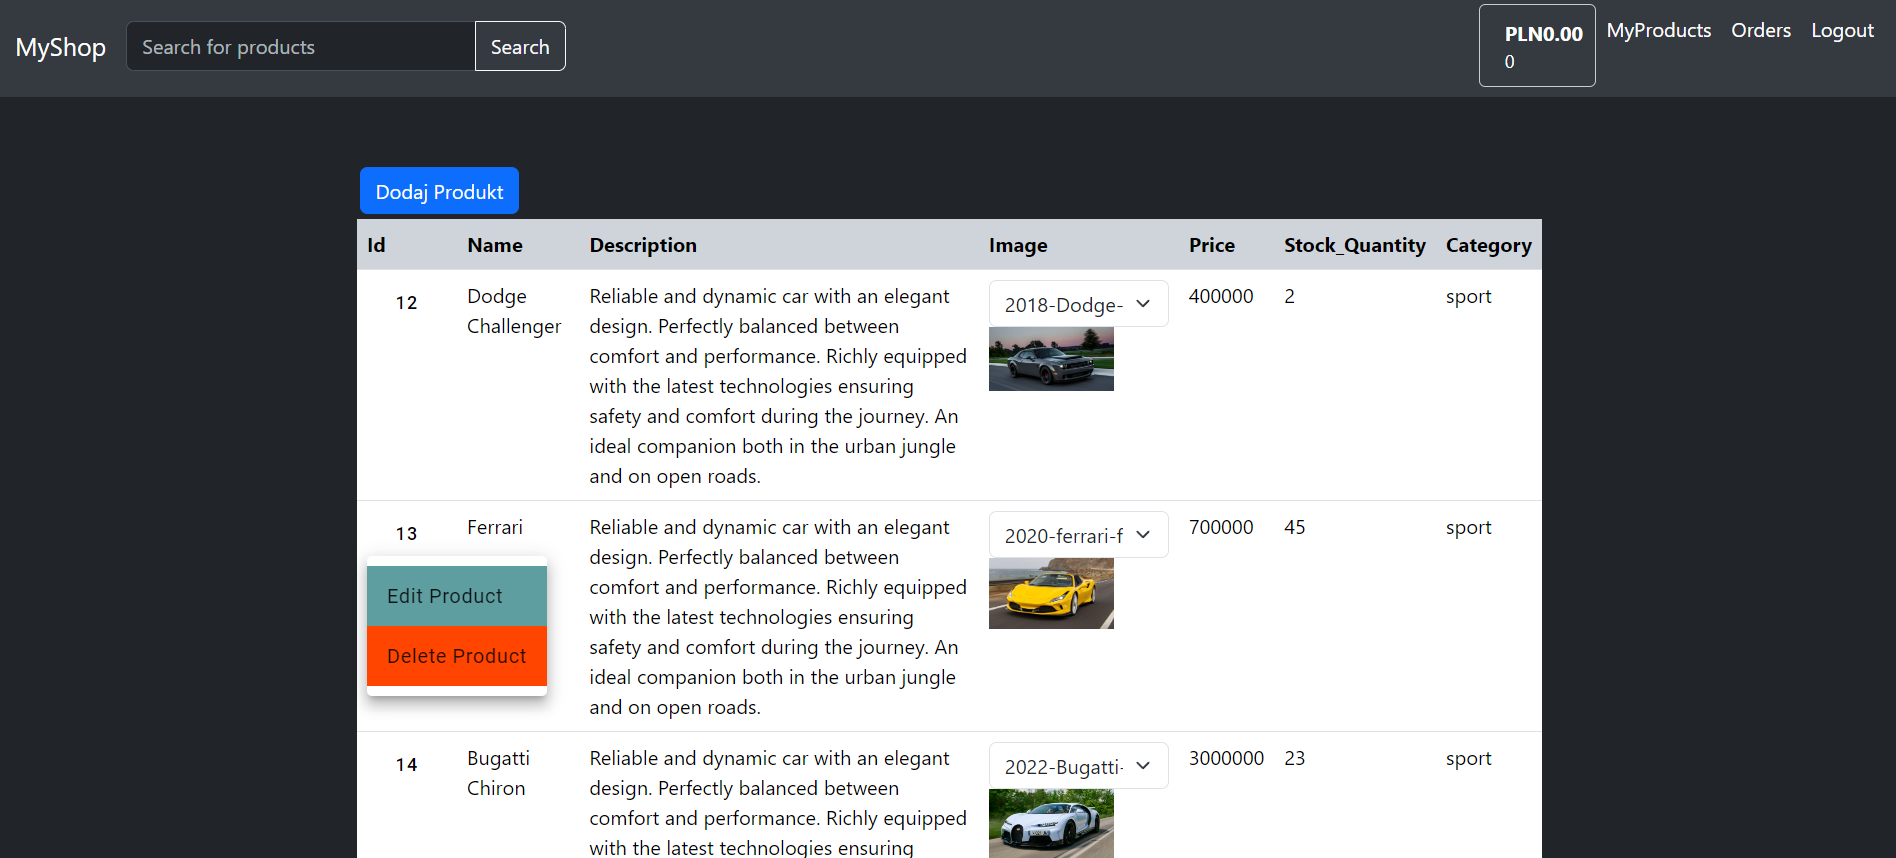 MyShop
Search for products
Search
PLN0.00
0
MyProducts
Orders
Logout
Dodaj Produkt
Id Name Description Image Price Stock_Quantity Category
12
Dodge
Challenger
Reliable and dynamic car with an elegant
design. Perfectly balanced between
comfort and performance. Richly equipped
with the latest technologies ensuring
safety and comfort during the journey. An
ideal companion both in the urban jungle
and on open roads.
2018-Dodge-
400000
2
sport
13
Ferrari
Edit Product
Delete Product
Reliable and dynamic car with an elegant
design. Perfectly balanced between
comfort and performance. Richly equipped
with the latest technologies ensuring
safety and comfort during the journey. An
ideal companion both in the urban jungle
and on open roads.
2020-ferrari-f
700000
45
sport
14
Bugatti
Chiron
Reliable and dynamic car with an elegant
design. Perfectly balanced between
comfort and performance. Richly equipped
with the latest technologies ensuring
2022-Bugatti-
3000000
23
sport